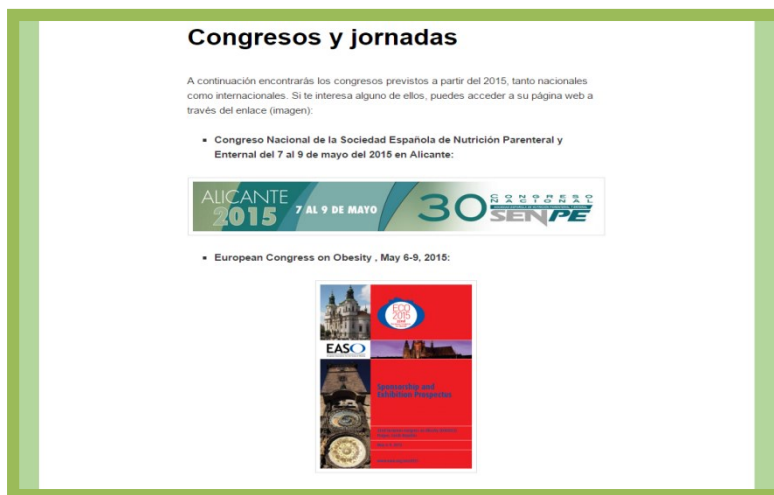 Congresos y jornadas
A continuación encontrarás los congresos previstos a partir del 2015, tanto nacionales
como internacionales. Si te interesa alguno de ellos, puedes acceder a su página web a
través del enlace (imagen):
Congreso Nacional de la Sociedad Española de Nutrición Parenteral y
Enternal del 7 al 9 de mayo del 2015 en Alicante:
ALICANTE
2015
7 AL 9 DE MAYO
30
CONGRESO
NACIONAL
SENPE
European Congress on Obesity , May 6-9, 2015:
ECO
2015
EASO
Sponsorship and
Exhibition Prospectus